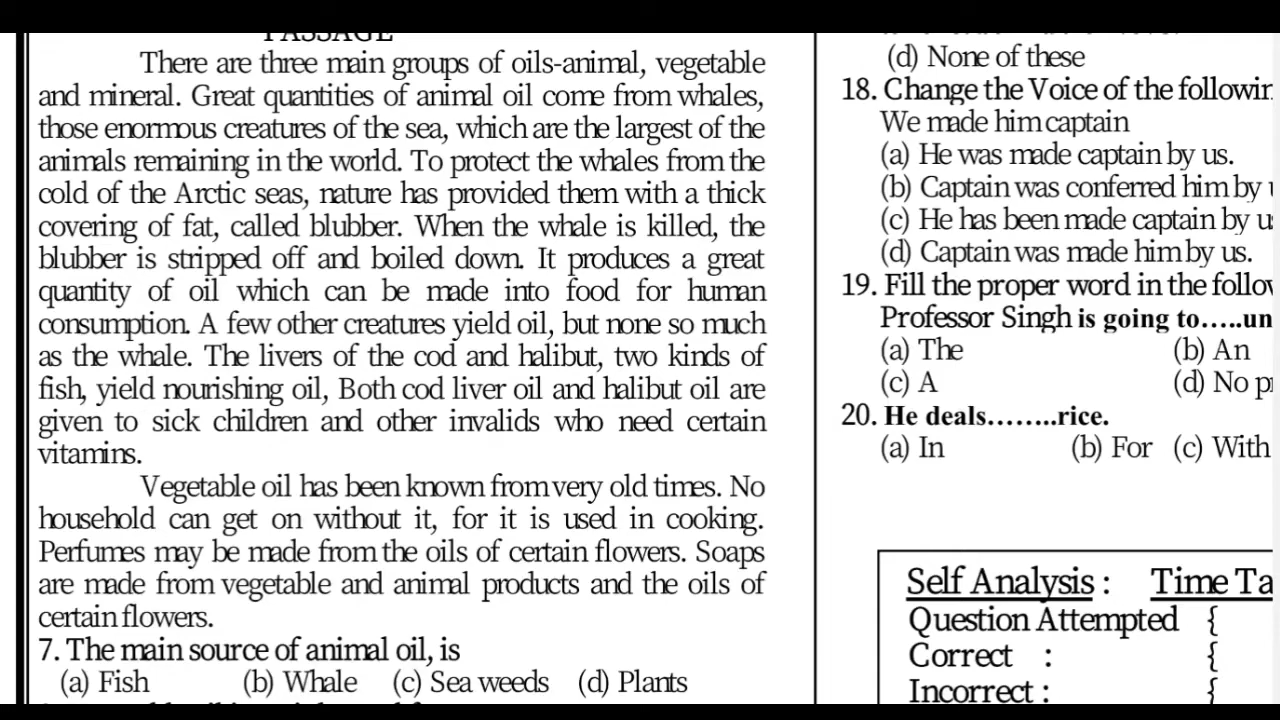 PASSAGE
There are three main groups of oils-animal, vegetable
and mineral. Great quantities of animal oil come from whales,
those enormous creatures of the sea, which are the largest of the
animals remaining in the world. To protect the whales from the
cold of the Arctic seas, nature has provided them with a thick
covering of fat, called blubber. When the whale is killed, the
blubber is stripped off and boiled down. It produces a great
quantity of oil which can be made into food for human
consumption. A few other creatures yield oil, but none so much
as the whale. The livers of the cod and halibut, two kinds of
fish, yield nourishing oil, Both cod liver oil and halibut oil are
given to sick children and other invalids who need certain
vitamins.
Vegetable oil has been known from very old times. No
household can get on without it, for it is used in cooking.
Perfumes may be made from the oils of certain flowers. Soaps
are made from vegetable and animal products and the oils of
certain flowers.
7. The main source of animal oil, is
(a) Fish (b) Whale (c) Sea weeds (d) Plants
(d) None of these
18. Change the Voice of the
We made him captain
(a) He was made captain by us.
(b) Captain was conferred him by
(c) He has been made captain by
(d) Captain was made him by us.
19. Fill the proper word in the
Professor Singh is going to.....un
(a) The (b) An
(c) A (d) No
20. He deals........rice.
(a) In (b) For (c) With
Self Analysis : Time Ta
Question Attempted {
Correct : {
Incorrect : {